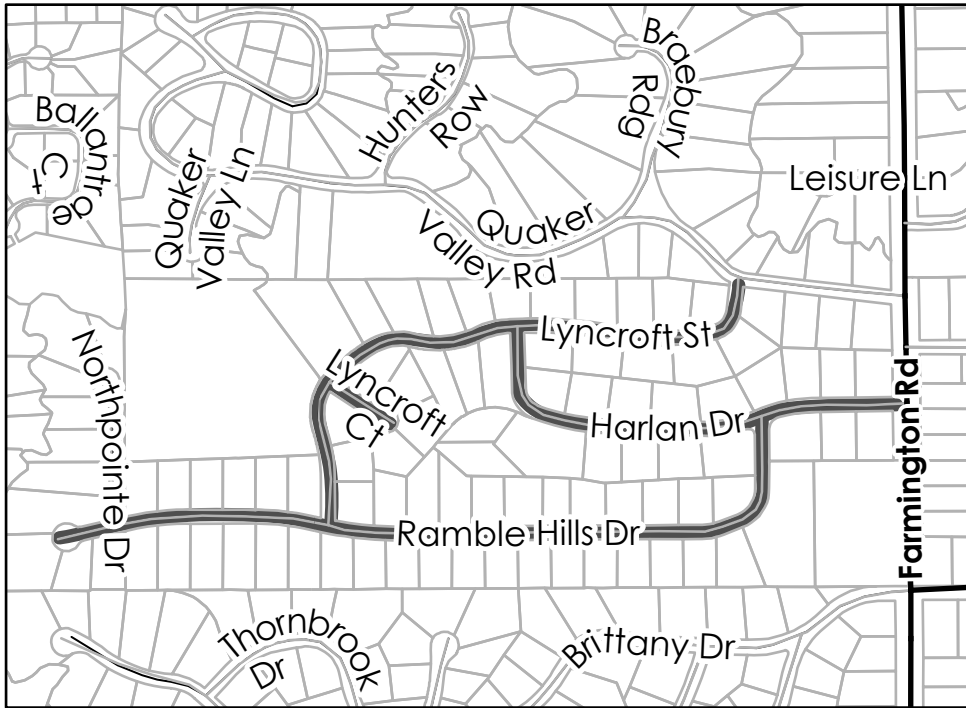 Ballantrae
Ct
Hunters
Row
Braebury
Rdg
Leisure Ln
Quaker
Valley Ln
Quaker
Valley Rd
Northpointe Dr
Lyncroft St
Lyncroft
Ct
Harlan Dr
Farmington Rd
Ramble Hills Dr
Thornbrook
Dr
Brittany Dr